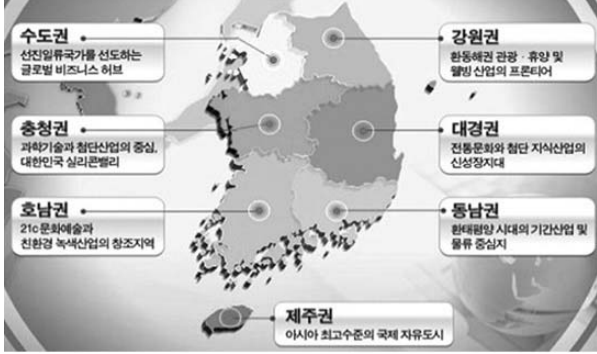 수도권
선진일류국가를 선도하는
글로벌 비즈니스 허브
강원권
환동해권 관광 · 휴양 및
웰빙 산업의 프론티어
충청권
과학기술과 첨단산업의 중심,
대한민국 실리콘밸리
대경권
전통문화와 첨단 지식산업의
신성장지대
호남권
21c 문화예술과
친환경 녹색산업의 창조지역
동남권
환태평양 시대의 기간산업 및
물류 중심지
제주권
아시아 최고수준의 국제 자유도시